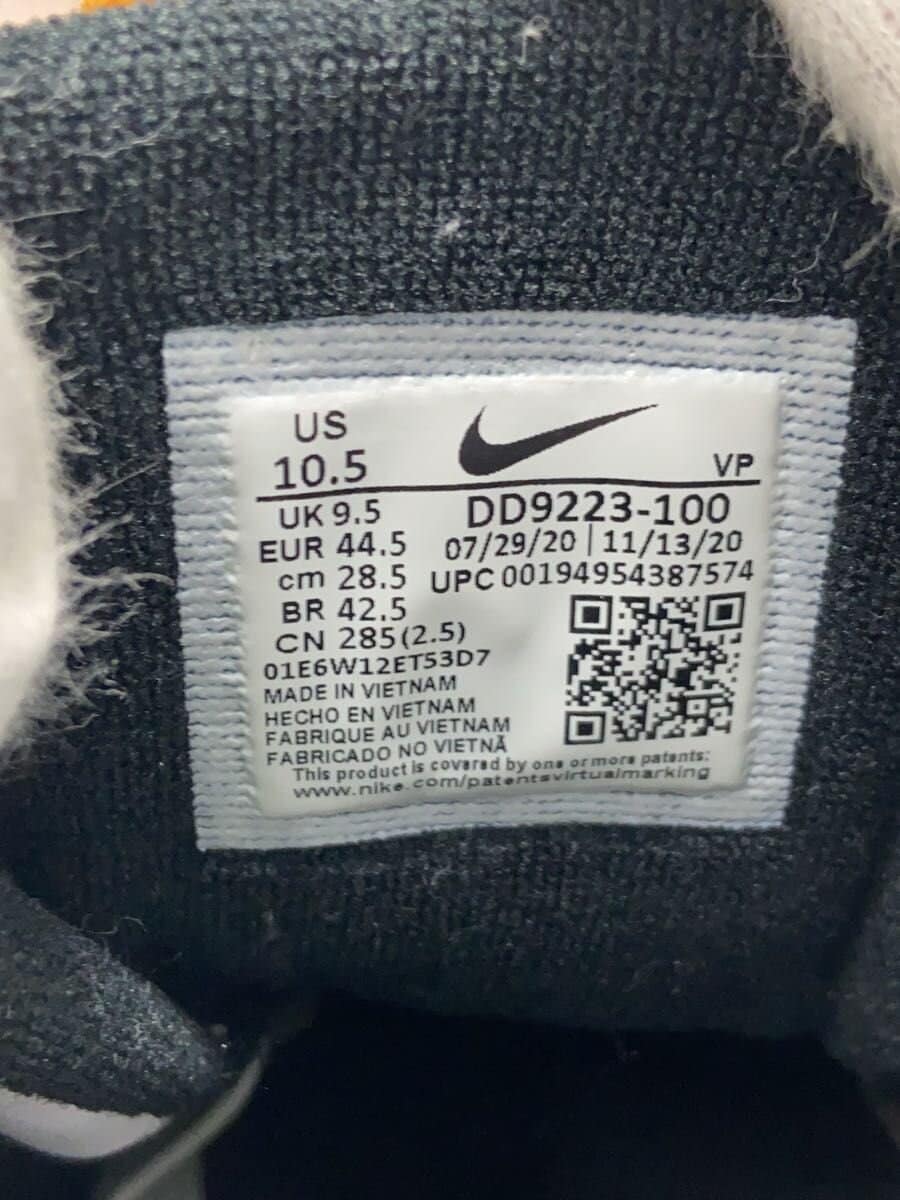 US
10.5
VP
UK 9.5
EUR 44.5
cm 28.5
BR 42.5
CN 285(2.5)
DD9223-100
07/29/20 | 11/13/20
UPC 00194954387574
01E6W12ET53D7
MADE IN VIETNAM
HECHO EN VIETNAM
FABRIQUE AU VIETNAM
FABRICADO NO VIETNÃ
This product is covered by one or more patents:
www.nike.com/patentsvirtualmarking